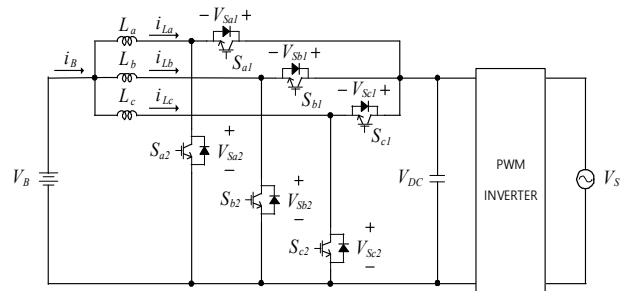 − V_Sa1 +
L_a i_La
S_a1
− V_Sb1 +
i_B L_b i_Lb
S_b1
− V_Sc1 +
L_c i_Lc
S_c1
+
S_a2 V_Sa2
−
PWM
INVERTER
V_B
+
S_b2 V_Sb2
−
V_DC
V_S
+
S_c2 V_Sc2
−